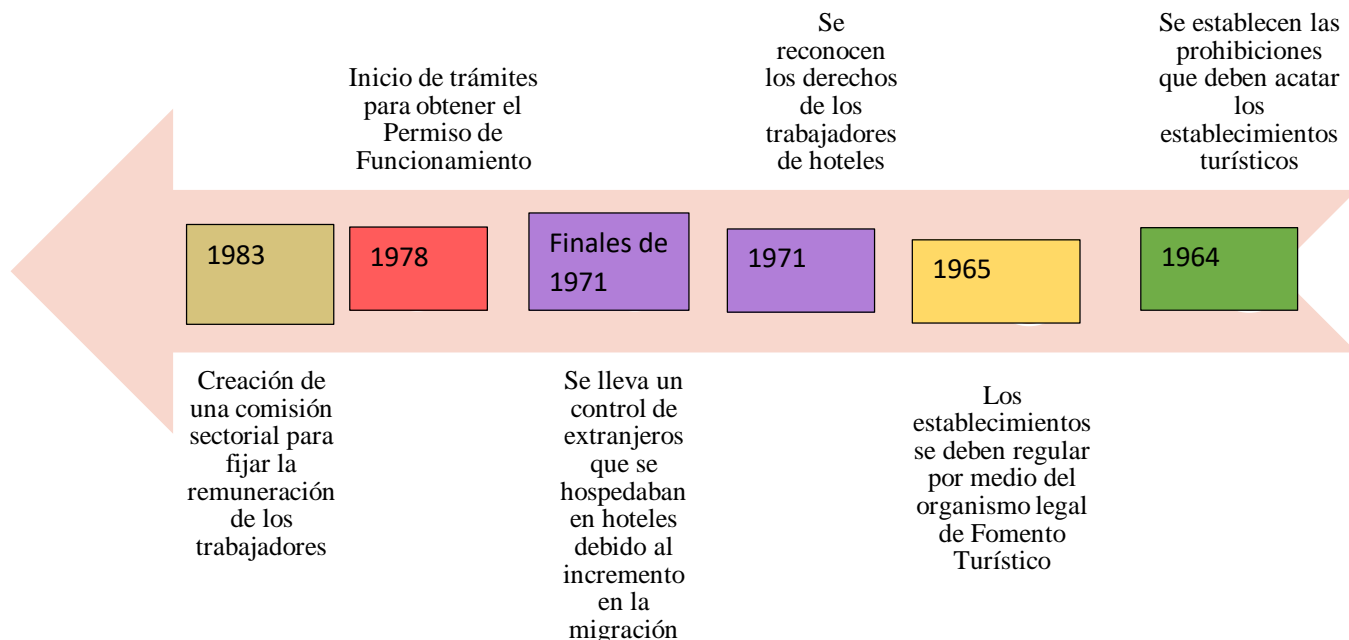 Inicio de trámites
para obtener el
Permiso de
Funcionamiento
Se
reconocen
los derechos
de los
trabajadores
de hoteles
Se establecen las
prohibiciones
que deben acatar
los
establecimientos
turísticos
1983
1978
Finales de
1971
1971
1965
1964
Creación de
una comisión
sectorial para
fijar la
remuneración
de los
trabajadores
Se lleva un
control de
extranjeros
que se
hospedaban
en hoteles
debido al
incremento
en la
migración
Los
establecimientos
se deben regular
por medio del
organismo legal
de Fomento
Turístico